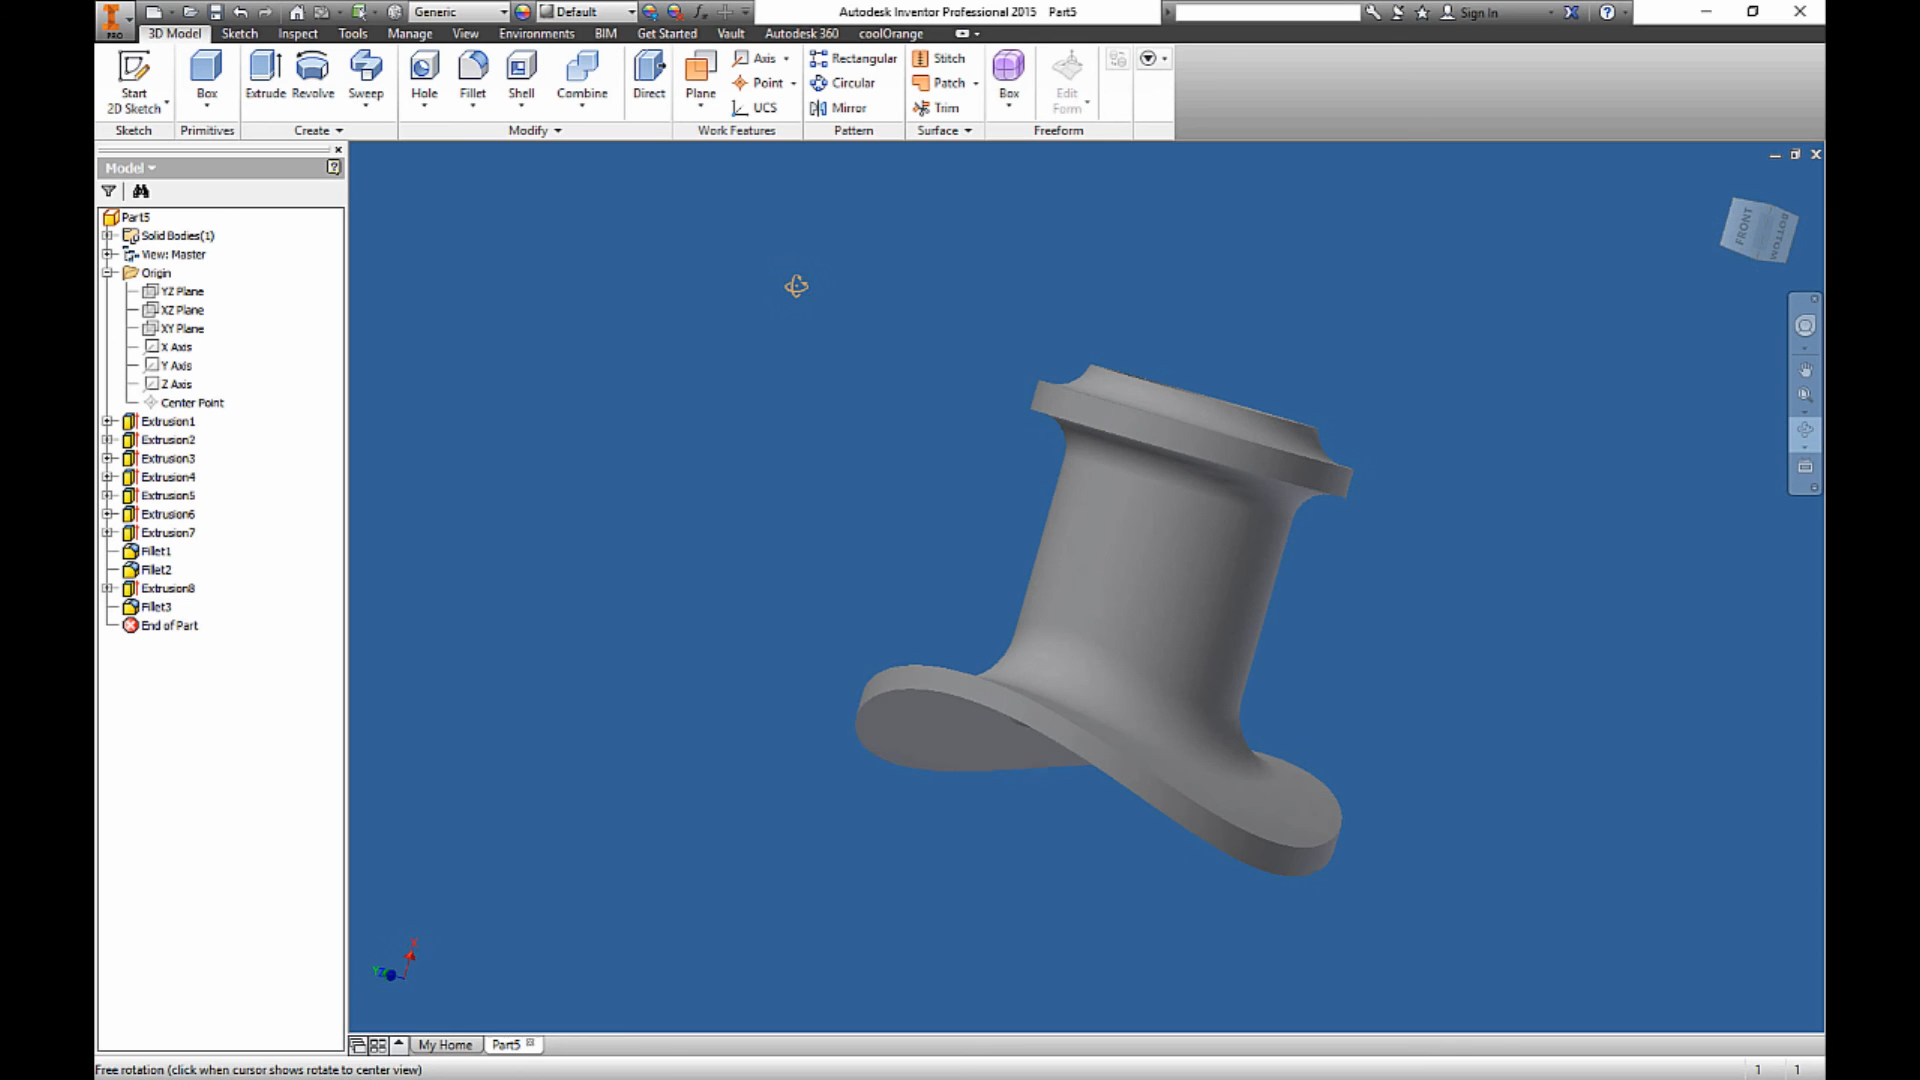 PRO
Generic
Default
Autodesk Inventor Professional 2015 Part5
Sign In
3D Model Sketch Inspect Tools Manage View Environments BIM Get Started Vault Autodesk 360 coolOrange
Start
2D Sketch
Box
Extrude Revolve Sweep
Hole Fillet Shell Combine
Direct
Plane
Axis
Point
UCS
Rectangular
Circular
Mirror
Stitch
Patch
Trim
Box
Edit
Form
Sketch Primitives Create Modify Work Features Pattern Surface Freeform
Model
Part5
Solid Bodies(1)
View: Master
Origin
YZ Plane
XZ Plane
XY Plane
X Axis
Y Axis
Z Axis
Center Point
Extrusion1
Extrusion2
Extrusion3
Extrusion4
Extrusion5
Extrusion6
Extrusion7
Fillet1
Fillet2
Extrusion8
Fillet3
End of Part
FRONT
BOTTOM
X
Y Z
My Home Part5
Free rotation (click when cursor shows rotate to center view)
1 1